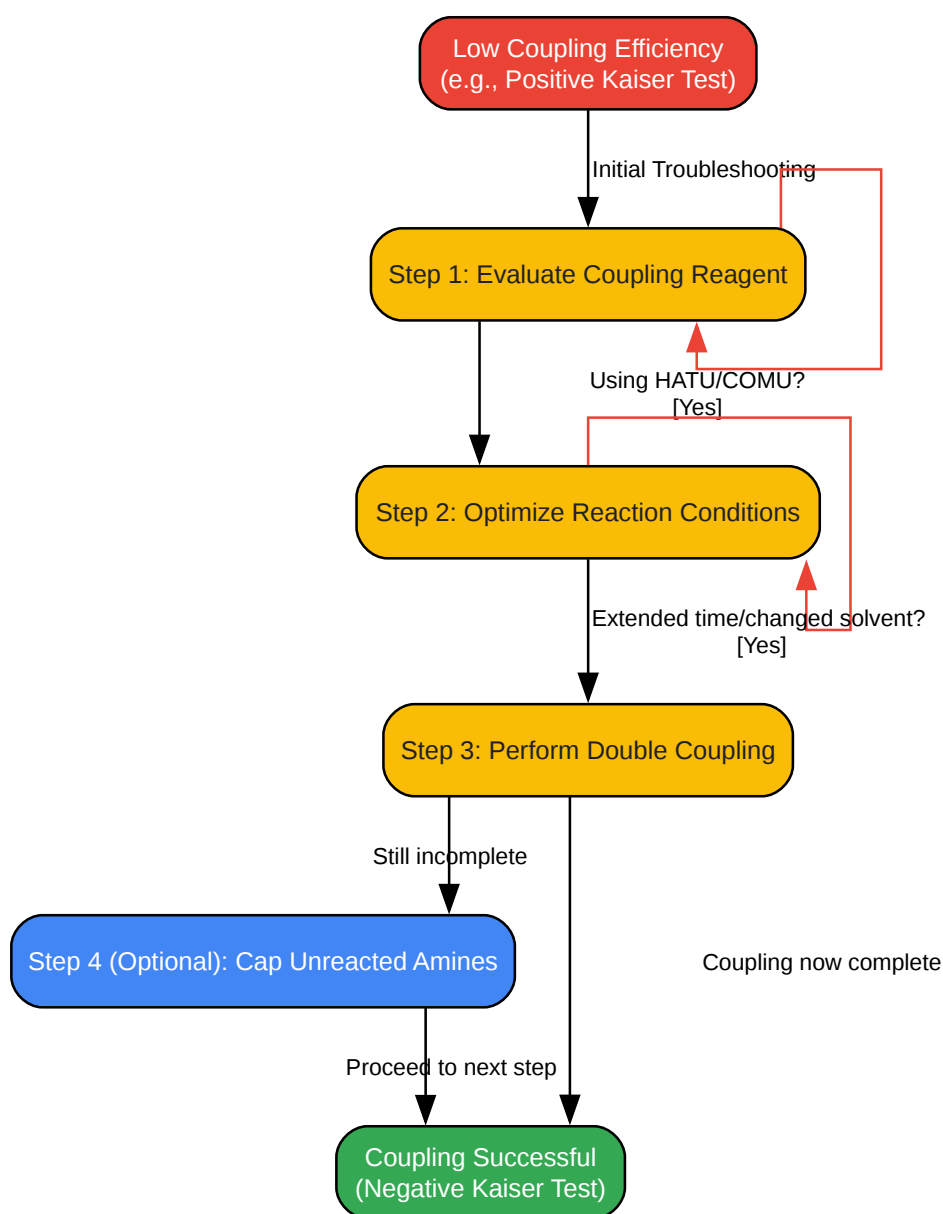 Low Coupling Efficiency
(e.g., Positive Kaiser Test)
Initial Troubleshooting
Step 1: Evaluate Coupling Reagent
Using HATU/COMU?
[Yes]
Step 2: Optimize Reaction Conditions
Extended time/changed solvent?
[Yes]
Step 3: Perform Double Coupling
Still incomplete
Step 4 (Optional): Cap Unreacted Amines
Coupling now complete
Proceed to next step
Coupling Successful
(Negative Kaiser Test)